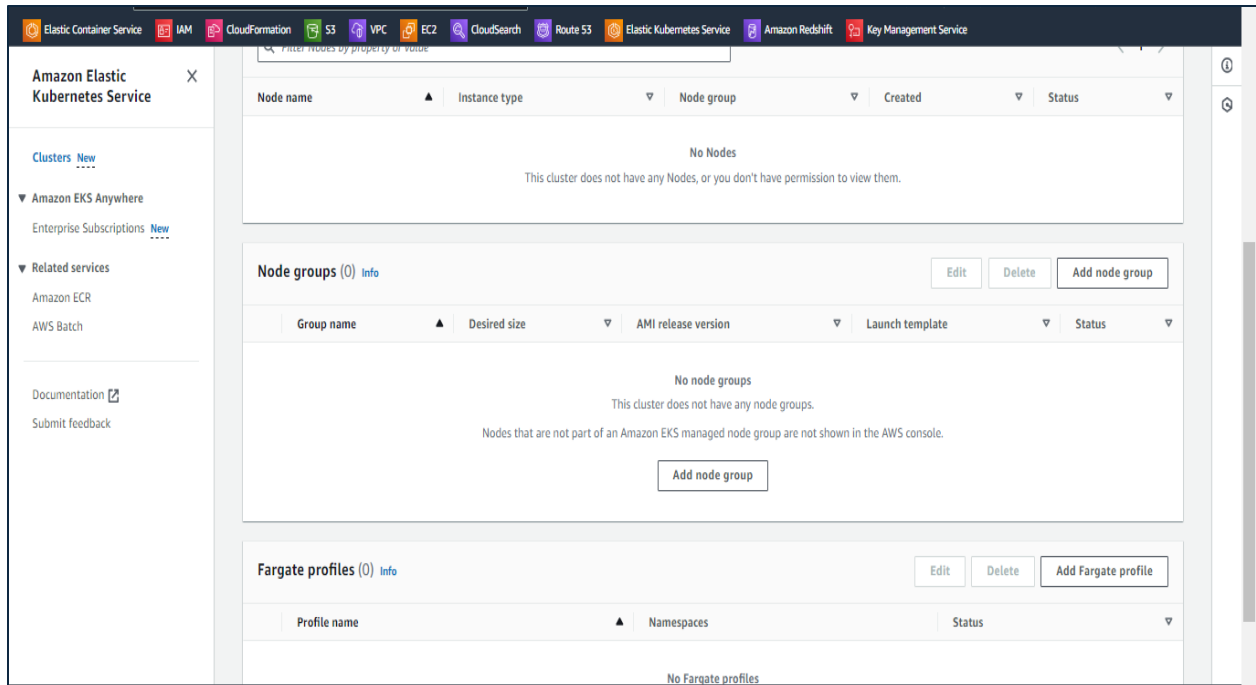 Elastic Container Service IAM CloudFormation S3 VPC EC2 CloudSearch Route 53 Elastic Kubernetes Service Amazon Redshift Key Management Service
Amazon Elastic
Kubernetes Service
Clusters New
Amazon EKS Anywhere
Enterprise Subscriptions New
Related services
Amazon ECR
AWS Batch
Documentation
Submit feedback
Filter Nodes by property or value
1
Node name Instance type Node group Created Status
No Nodes
This cluster does not have any Nodes, or you don't have permission to view them.
Node groups (0) Info Edit Delete Add node group
Group name Desired size AMI release version Launch template Status
No node groups
This cluster does not have any node groups.
Nodes that are not part of an Amazon EKS managed node group are not shown in the AWS console.
Add node group
Fargate profiles (0) Info Edit Delete Add Fargate profile
Profile name Namespaces Status
No Fargate profiles